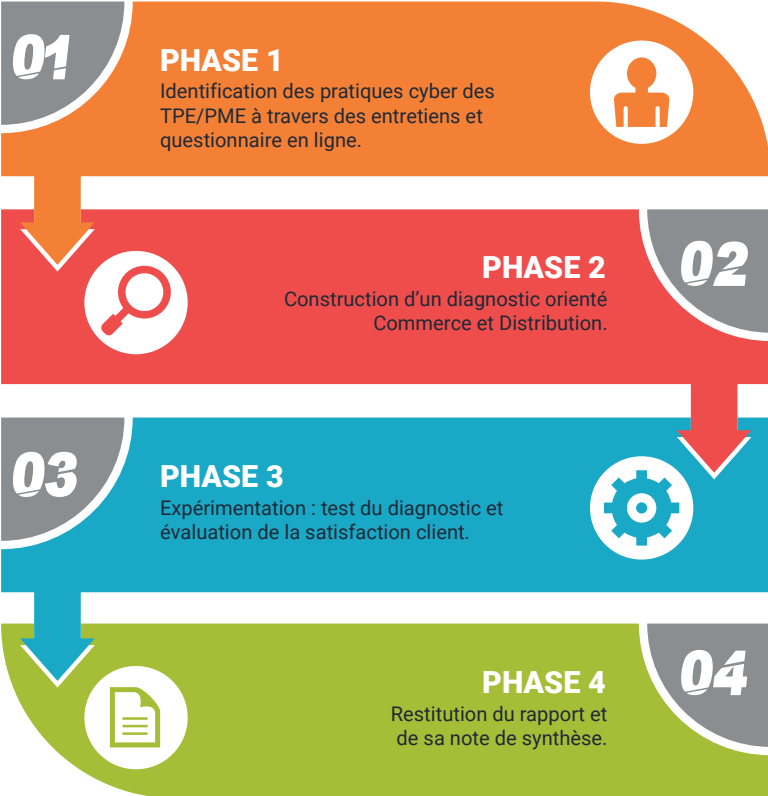 01
PHASE 1
Identification des pratiques cyber des
TPE/PME à travers des entretiens et
questionnaire en ligne.
02
PHASE 2
Construction d’un diagnostic orienté
Commerce et Distribution.
03
PHASE 3
Expérimentation : test du diagnostic et
évaluation de la satisfaction client.
04
PHASE 4
Restitution du rapport et
de sa note de synthèse.